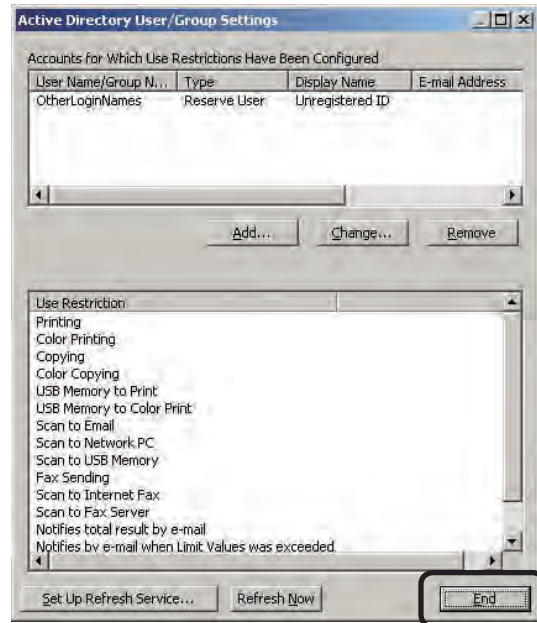 Active Directory User/Group Settings
Accounts for Which Use Restrictions Have Been Configured
User Name/Group N... Type Display Name E-mail Address
OtherLoginNames Reserve User Unregistered ID
Add... Change... Remove
Use Restriction
Printing
Color Printing
Copying
Color Copying
USB Memory to Print
USB Memory to Color Print
Scan to Email
Scan to Network PC
Scan to USB Memory
Fax Sending
Scan to Internet Fax
Scan to Fax Server
Notifies total result by e-mail
Notifies by e-mail when Limit Values was exceeded
Set Up Refresh Service... Refresh Now End